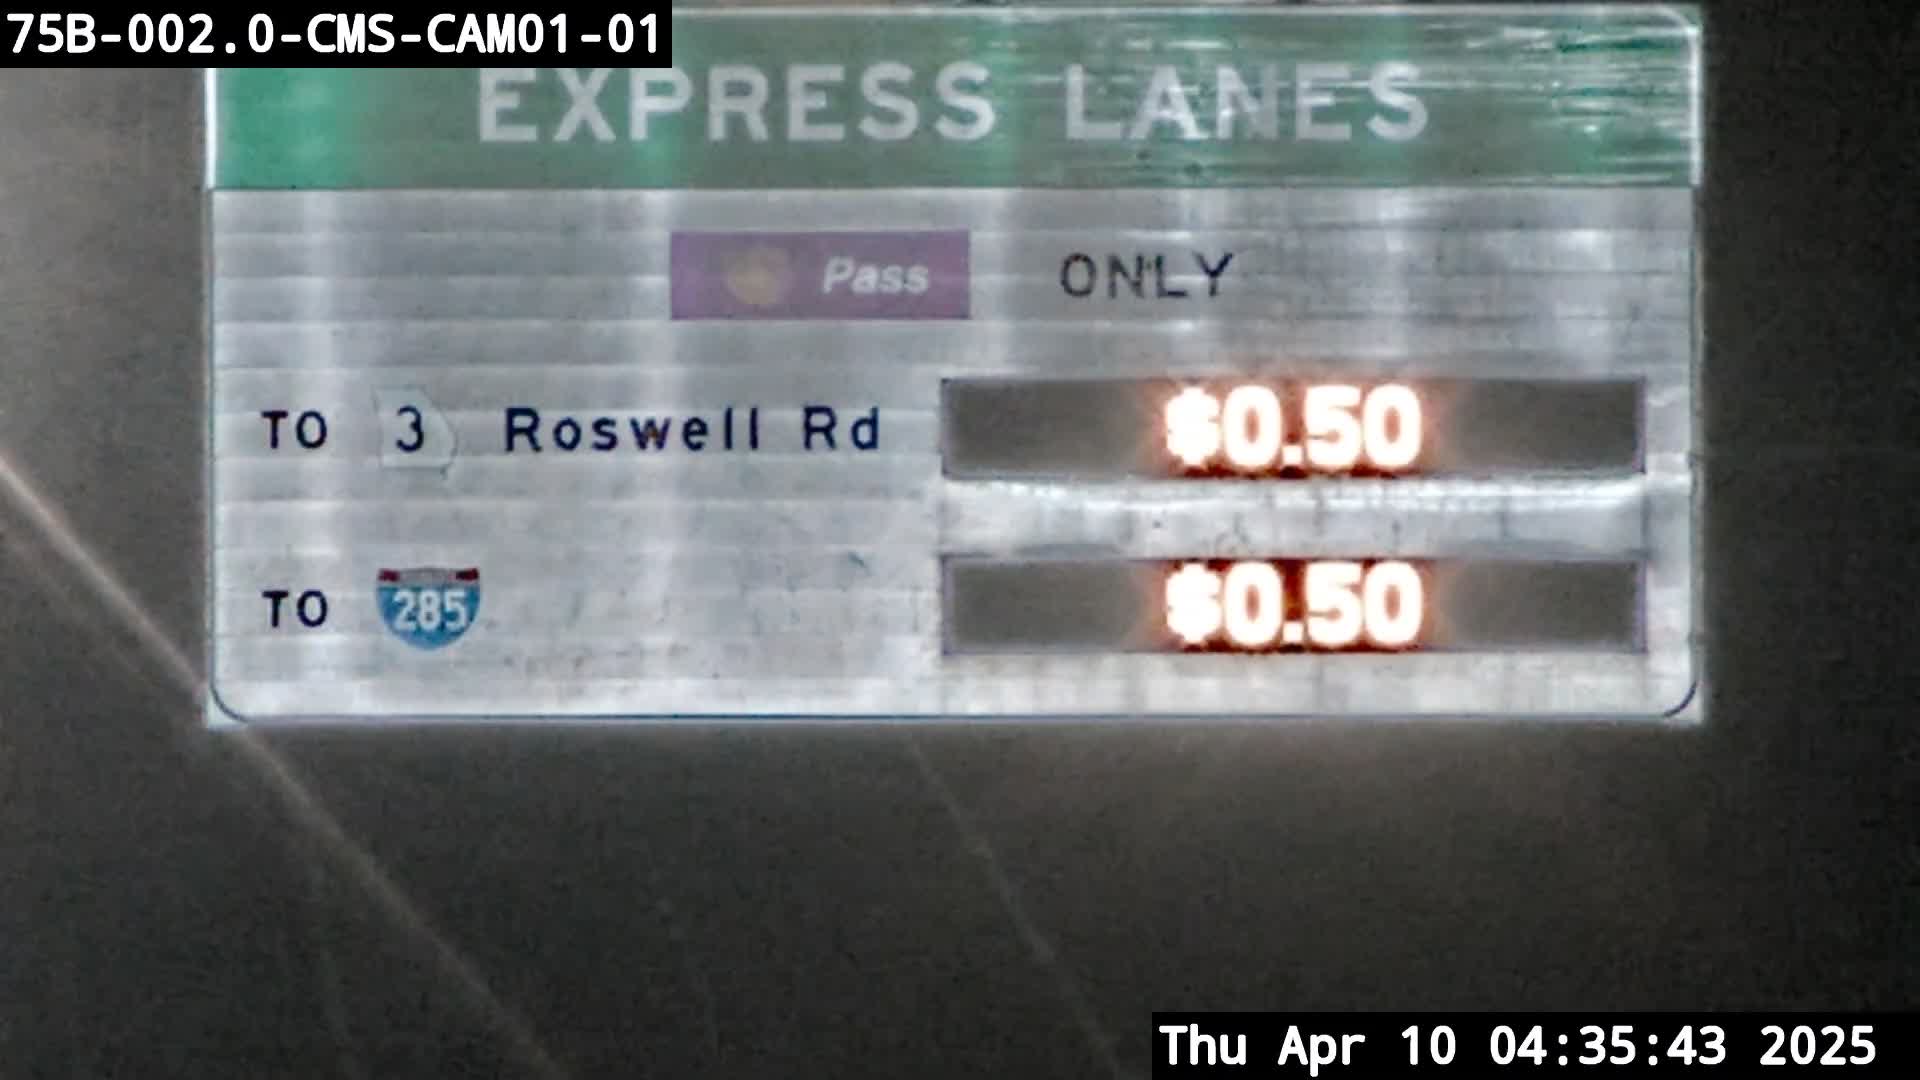 75B-002.0-CMS-CAM01-01
EXPRESS LANES
Pass ONLY
TO 3 Roswell Rd $0.50
TO 285 $0.50
Thu Apr 10 04:35:43 2025